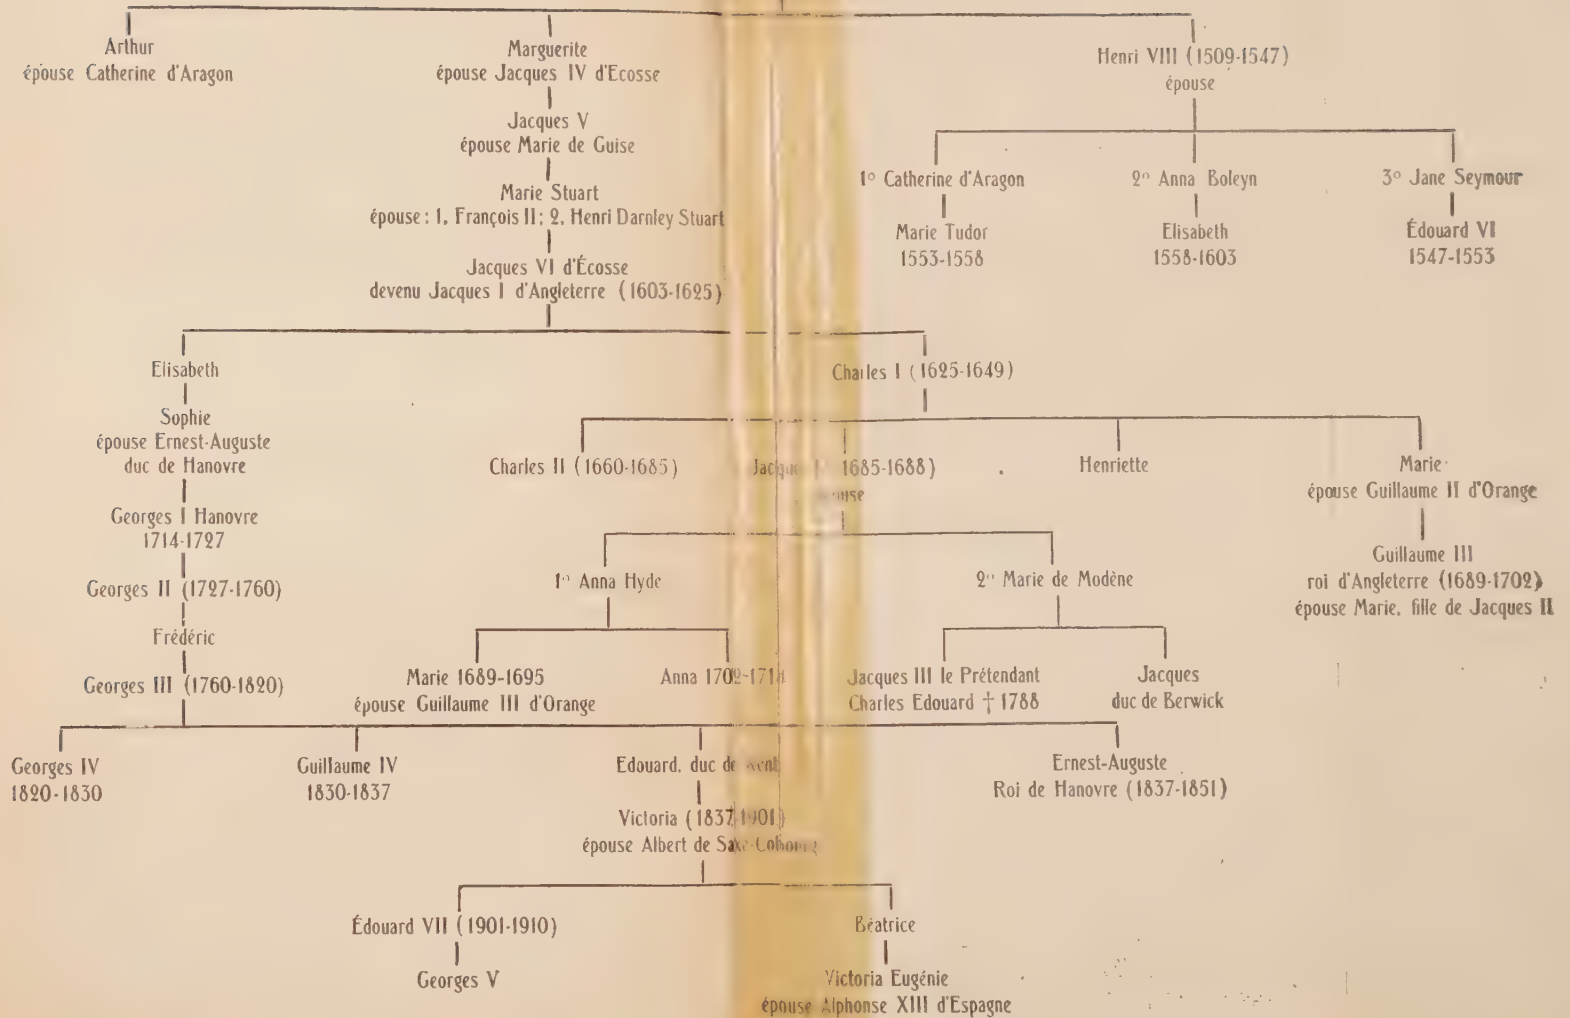 Arthur
épouse Catherine d'Aragon
Marguerite
épouse Jacques IV d'Ecosse
Henri VIII (1509-1547)
épouse
Jacques V
épouse Marie de Guise
Marie Stuart
épouse : 1, François II; 2, Henri Darnley Stuart
1° Catherine d'Aragon
2° Anna Boleyn
3° Jane Seymour
Marie Tudor
1553-1558
Elisabeth
1558-1603
Édouard VI
1547-1553
Jacques VI d'Écosse
devenu Jacques I d'Angleterre (1603-1625)
Elisabeth
Charles I (1625-1649)
Sophie
épouse Ernest-Auguste
duc de Hanovre
Charles II (1660-1685)
1685-1688)
Henriette
Marie
épouse Guillaume II d'Orange
Georges I Hanovre
1714-1727
Guillaume III
roi d'Angleterre (1689-1702)
épouse Marie, fille de Jacques II
Georges II (1727-1760)
1° Anna Hyde
2° Marie de Modène
Frédéric
Georges III (1760-1820)
Marie 1689-1695
épouse Guillaume III d'Orange
Anna 1702-1714
Jacques III le Prétendant
Charles Edouard † 1788
Jacques
duc de Berwick
Georges IV
1820-1830
Guillaume IV
1830-1837
Edouard, duc de Kent
Ernest-Auguste
Roi de Hanovre (1837-1851)
Victoria (1837-1901)
épouse Albert de Saxe-Cobourg
Édouard VII (1901-1910)
Béatrice
Georges V
Victoria Eugénie
épouse Alphonse XIII d'Espagne